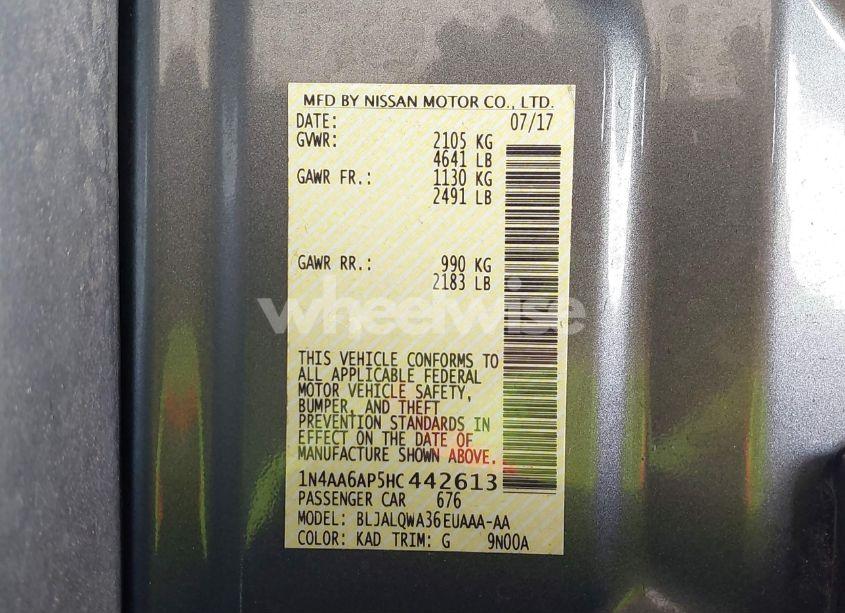 MFD BY NISSAN MOTOR CO., LTD.
DATE: 07/17
GVWR: 2105 KG
4641 LB
GAWR FR.: 1130 KG
2491 LB
GAWR RR.: 990 KG
2183 LB
wheelwise
THIS VEHICLE CONFORMS TO
ALL APPLICABLE FEDERAL
MOTOR VEHICLE SAFETY,
BUMPER, AND THEFT
PREVENTION STANDARDS IN
EFFECT ON THE DATE OF
MANUFACTURE SHOWN ABOVE.
1N4AA6AP5HC442613
PASSENGER CAR 676
MODEL: BLJALQWA36EUAAA-AA
COLOR: KAD TRIM: G 9N00A